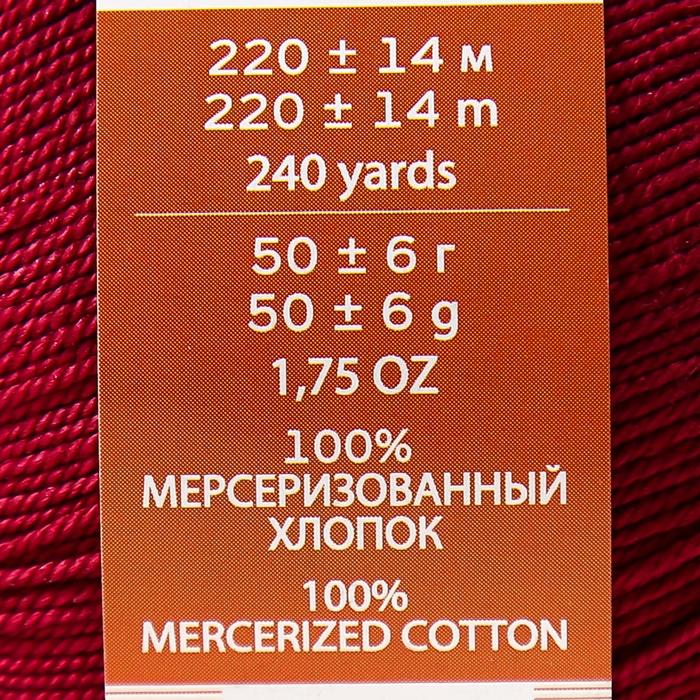 220 ± 14 м
220 ± 14 m
240 yards
50 ± 6 г
50 ± 6 g
1,75 OZ
100%
МЕРСЕРИЗОВАННЫЙ
ХЛОПОК
100%
MERCERIZED COTTON